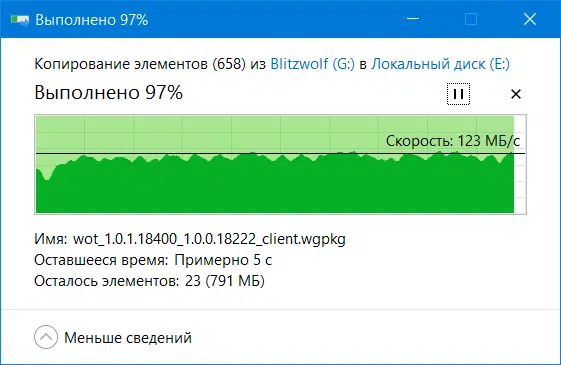 Выполнено 97%
Копирование элементов (658) из Blitzwolf (G:) в Локальный диск (E:)
Выполнено 97%
Скорость: 123 МБ/с
Имя: wot_1.0.1.18400_1.0.0.18222_client.wgpkg
Оставшееся время: Примерно 5 с
Осталось элементов: 23 (791 МБ)
Меньше сведений